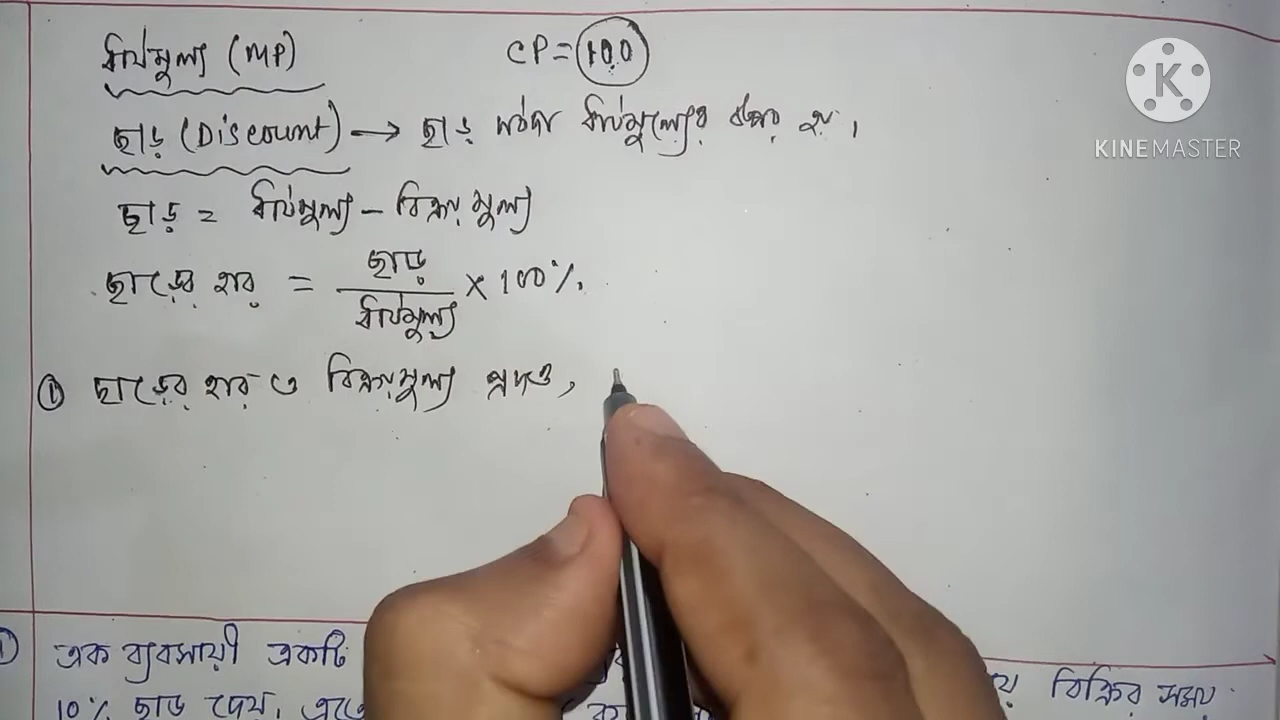 ধার্যমূল্য (MP) CP = 100
ছাড় (Discount) → ছাড় সর্বদা ধার্যমূল্যের উপর হয়।
ছাড় = ধার্যমূল্য - বিক্রয়মূল্য
ছাড়ের হার = ছাড় / ধার্যমূল্য × 100%.
① ছাড়ের হার ও বিক্রয়মূল্য প্রদত্ত,
এক ব্যবসায়ী একটি বিক্রির সময়
10% ছাড় দেয়।
K
KINEMASTER